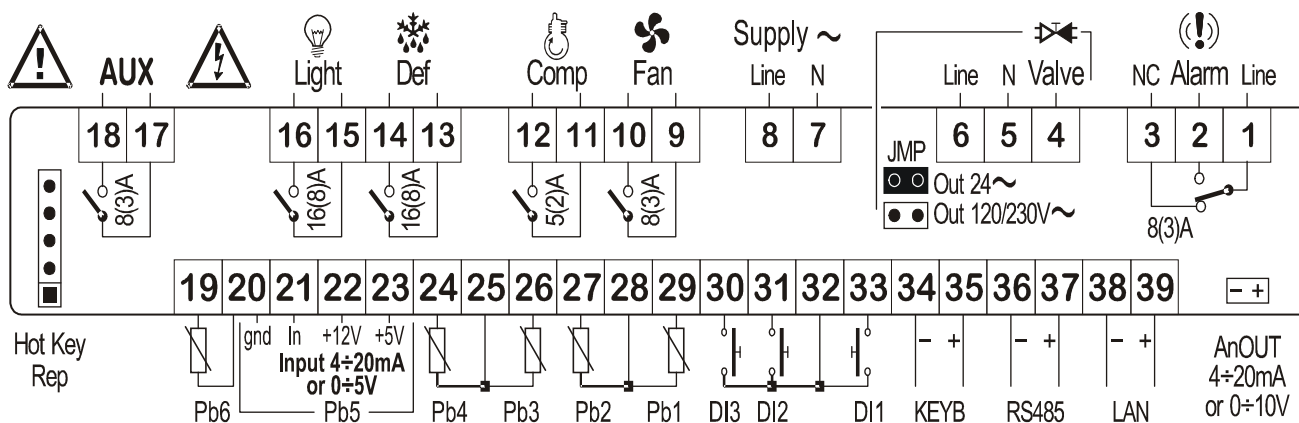 AUX Light Def Comp Fan Supply ~ Valve NC Alarm Line
Line N Line N
18 17 16 15 14 13 12 11 10 9 8 7 6 5 4 3 2 1
JMP
Out 24~
Out 120/230V~
8(3)A 16(8)A 16(8)A 5(2)A 8(3)A 8(3)A
19 20 21 22 23 24 25 26 27 28 29 30 31 32 33 34 35 36 37 38 39 - +
Hot Key
Rep
gnd In +12V +5V - + - + - +
Input 4÷20mA
or 0÷5V
AnOUT
4÷20mA
or 0÷10V
Pb6 Pb5 Pb4 Pb3 Pb2 Pb1 DI3 DI2 DI1 KEYB RS485 LAN